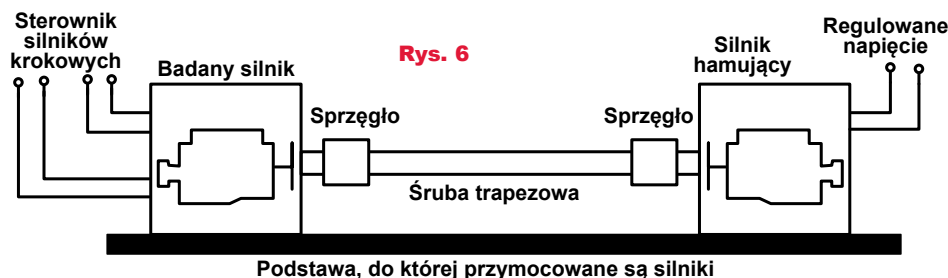 Sterownik
silników
krokowych
Badany silnik
Rys. 6
Silnik
hamujący
Regulowane
napięcie
Sprzęgło
Sprzęgło
Śruba trapezowa
Podstawa, do której przymocowane są silniki